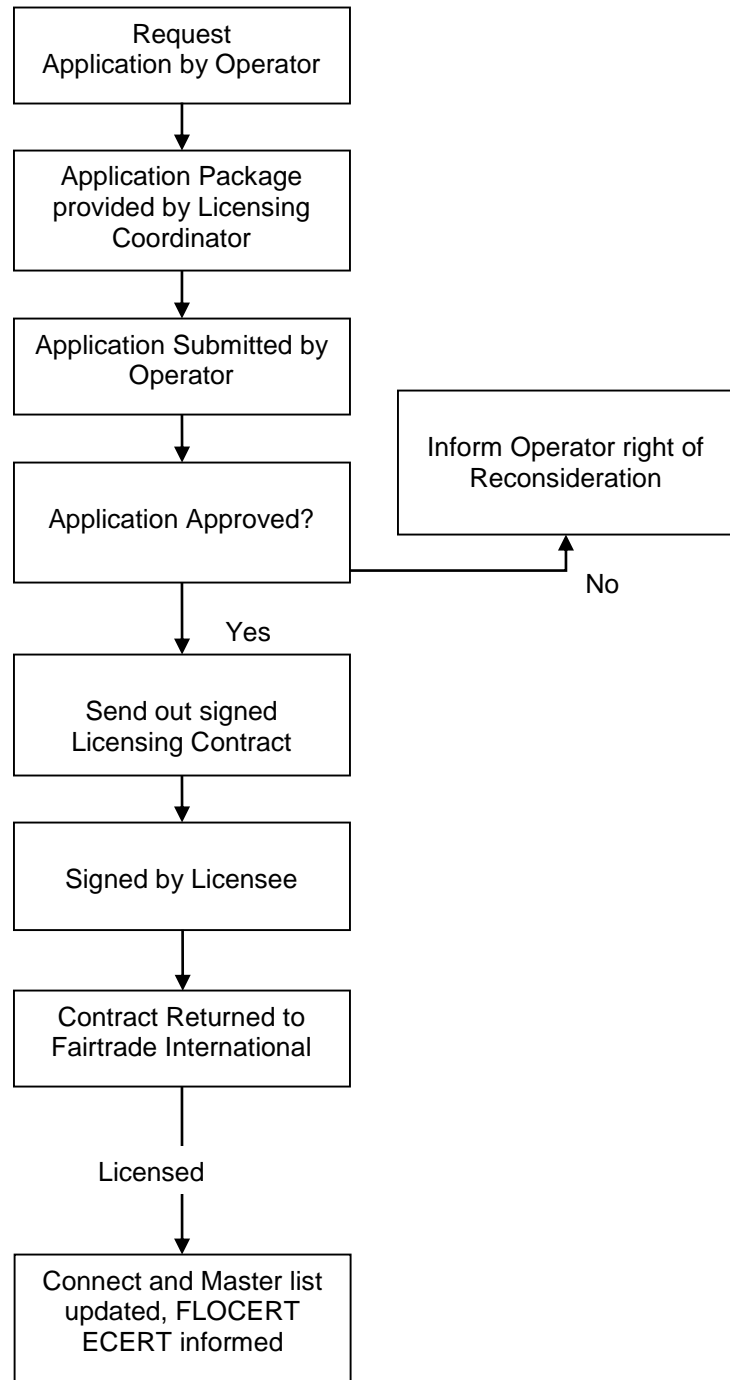 Request
Application by Operator
Application Package
provided by Licensing
Coordinator
Application Submitted by
Operator
Inform Operator right of
Reconsideration
Application Approved?
No
Yes
Send out signed
Licensing Contract
Signed by Licensee
Contract Returned to
Fairtrade International
Licensed
Connect and Master list
updated, FLOCERT
ECERT informed